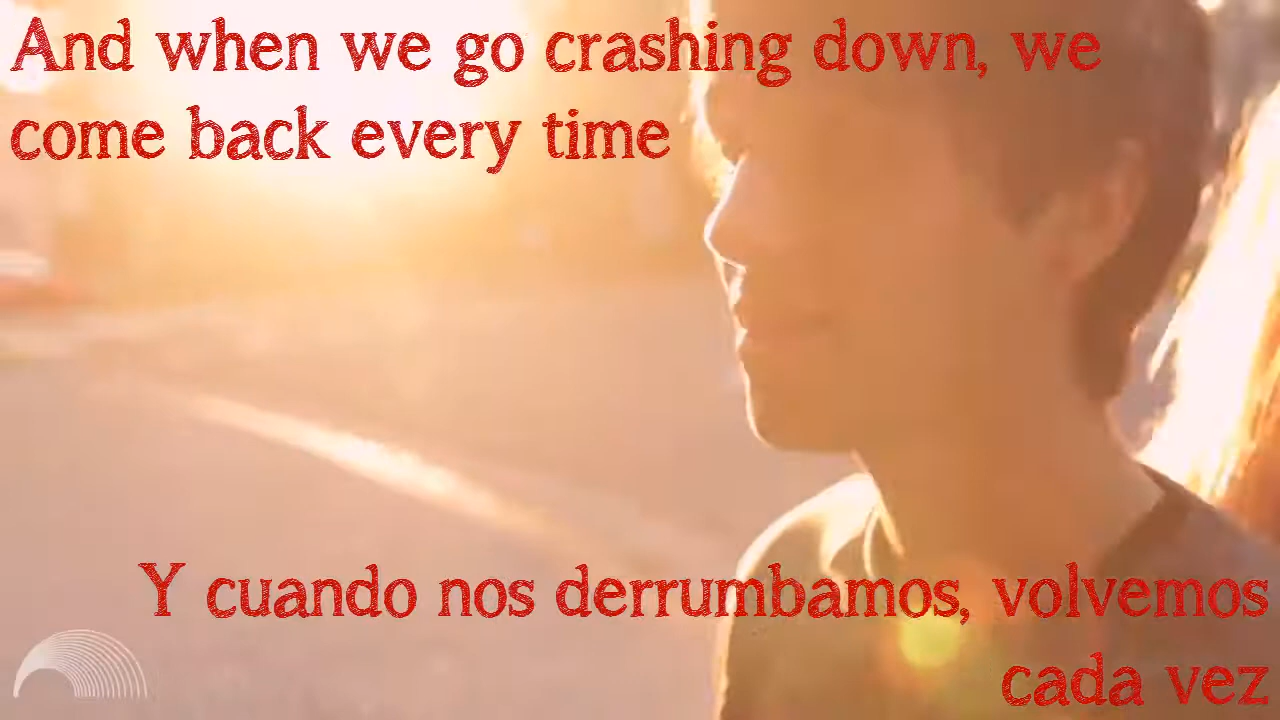 And when we go crashing down, we
come back every time
Y cuando nos derrumbamos, volvemos
cada vez